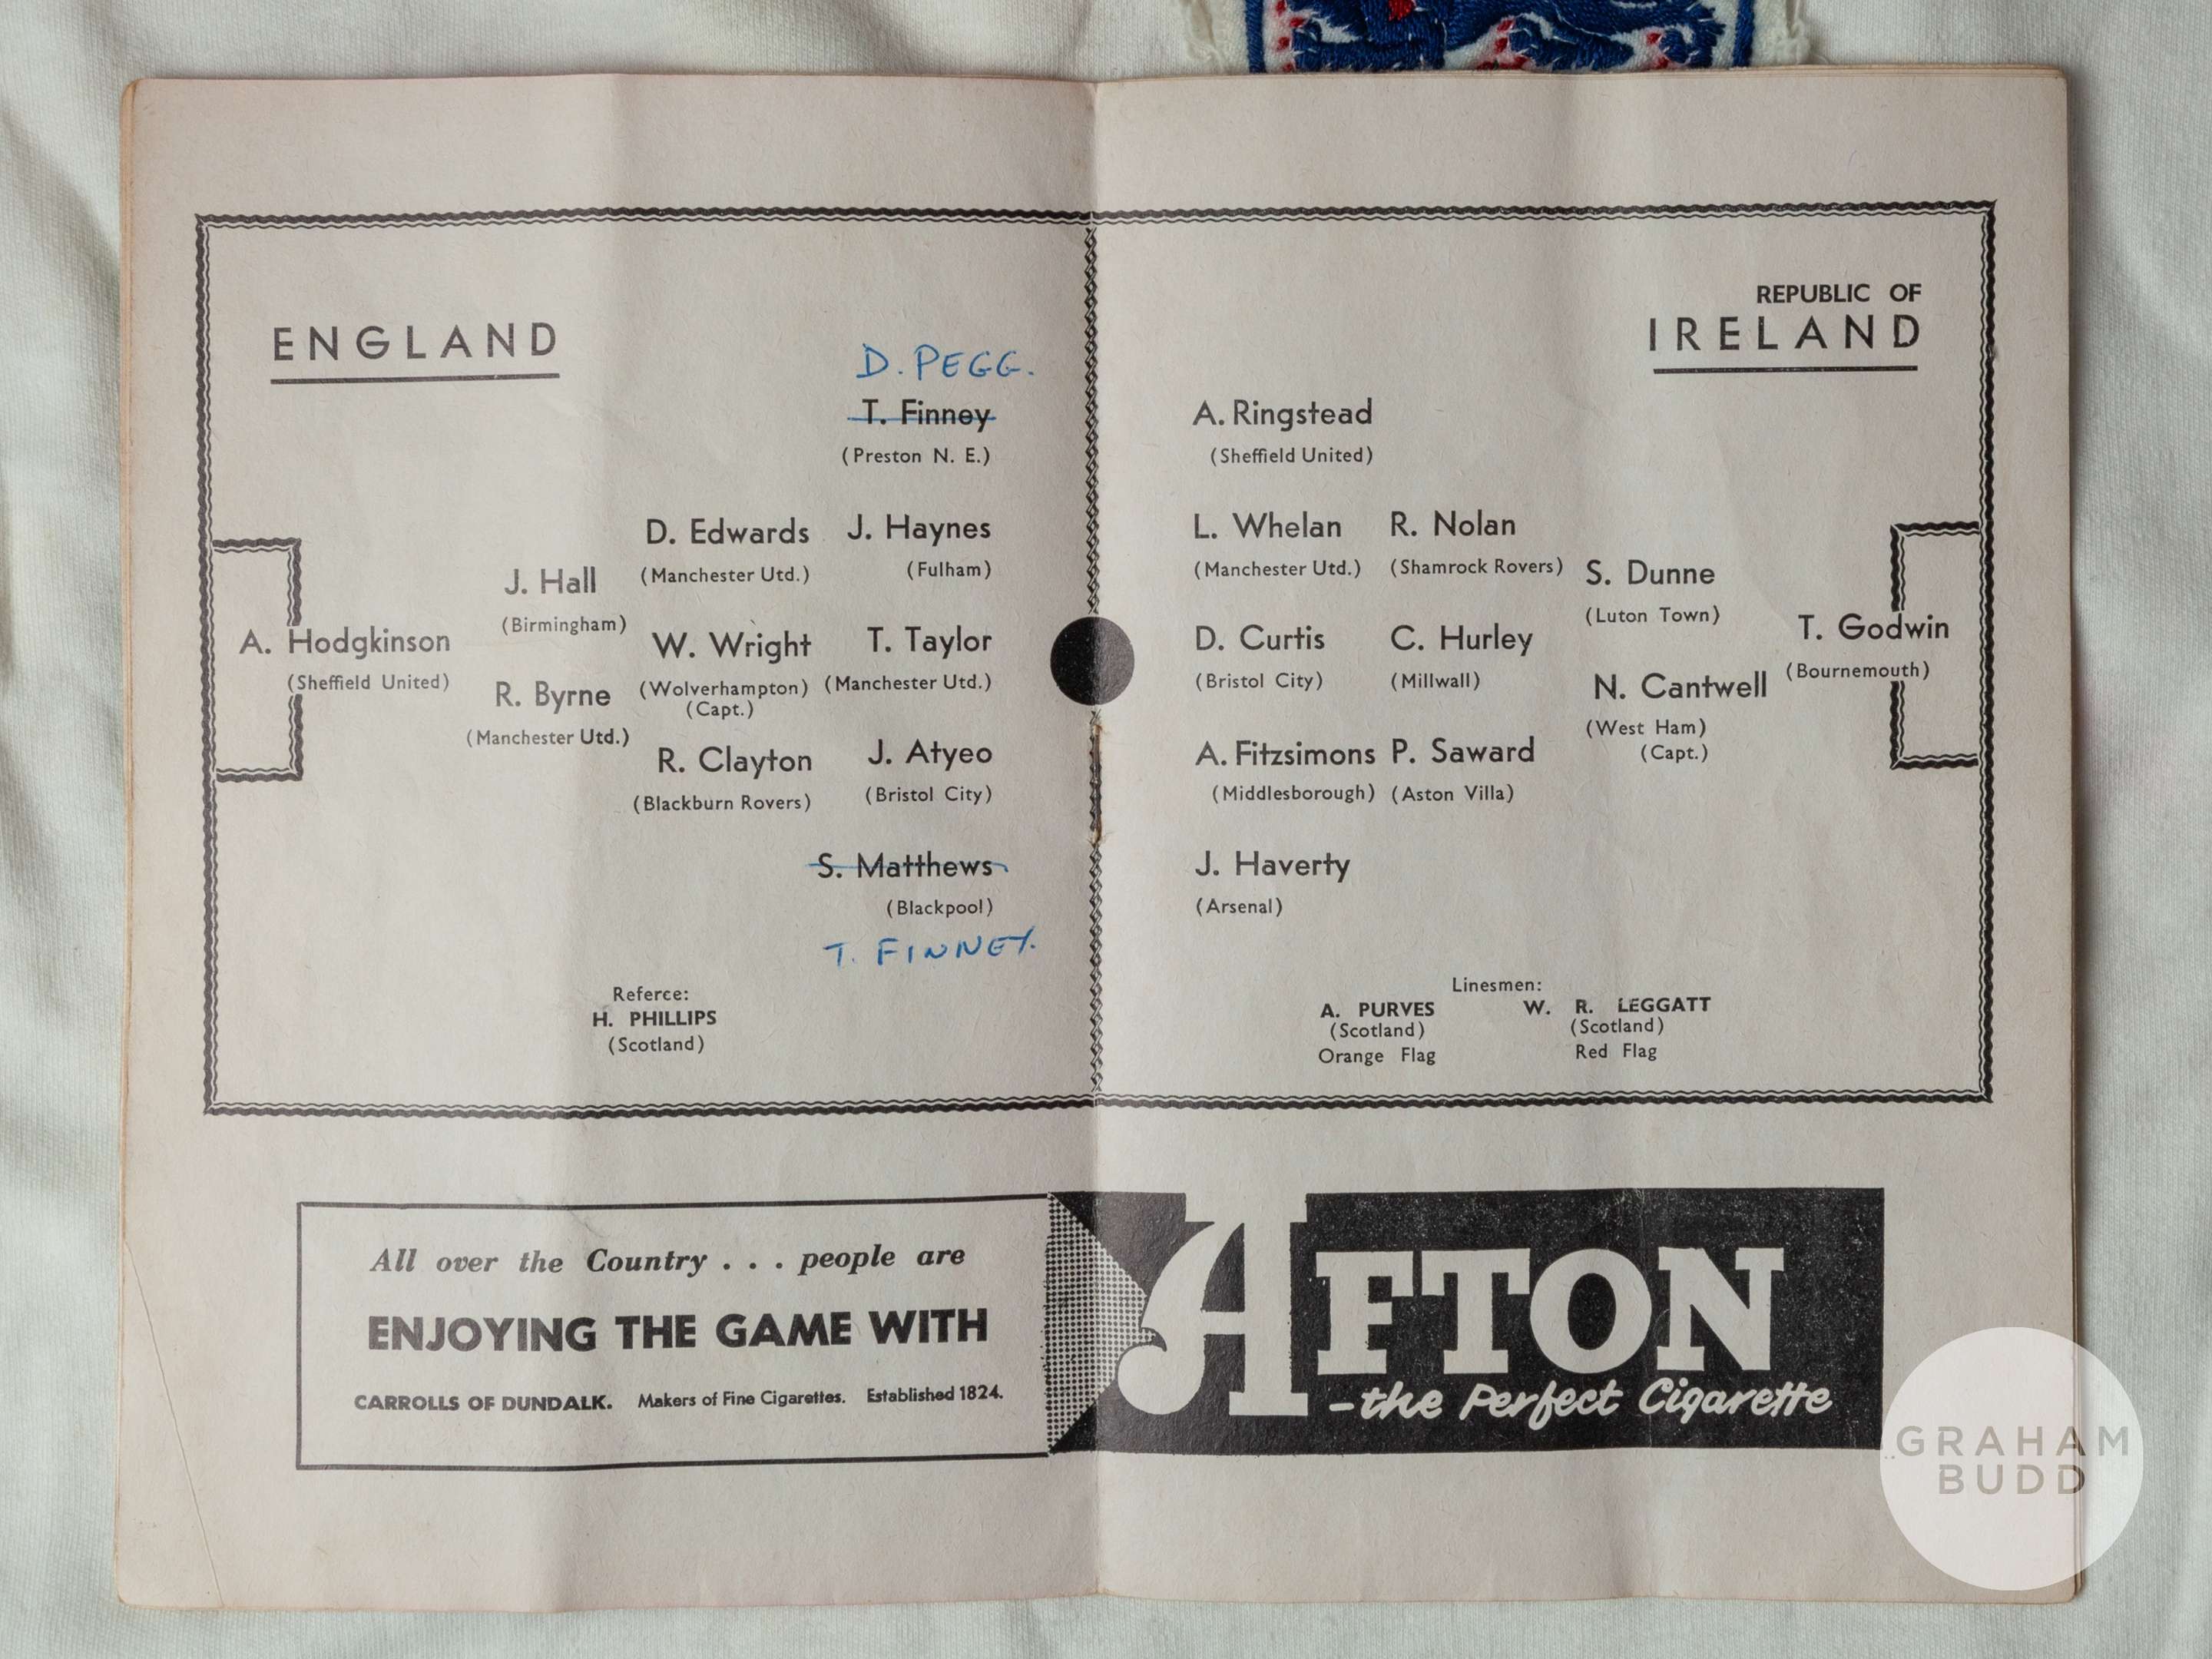 ENGLAND
D. PEGG.
T. Finney
(Preston N. E.)
D. Edwards
(Manchester Utd.)
J. Haynes
(Fulham)
J. Hall
(Birmingham)
A. Hodgkinson
(Sheffield United)
W. Wright
(Wolverhampton)
(Capt.)
T. Taylor
(Manchester Utd.)
R. Byrne
(Manchester Utd.)
R. Clayton
(Blackburn Rovers)
J. Atyeo
(Bristol City)
S. Matthews
(Blackpool)
T. FINNEY.
Referce:
H. PHILLIPS
(Scotland)
REPUBLIC OF
IRELAND
A. Ringstead
(Sheffield United)
L. Whelan
(Manchester Utd.)
R. Nolan
(Shamrock Rovers)
S. Dunne
(Luton Town)
T. Godwin
(Bournemouth)
D. Curtis
(Bristol City)
C. Hurley
(Millwall)
N. Cantwell
(West Ham)
(Capt.)
A. Fitzsimons
(Middlesborough)
P. Saward
(Aston Villa)
J. Haverty
(Arsenal)
Linesmen:
A. PURVES
(Scotland)
Orange Flag
W. R. LEGGATT
(Scotland)
Red Flag
All over the Country . . . people are
ENJOYING THE GAME WITH
CARROLLS OF DUNDALK. Makers of Fine Cigarettes. Established 1824.
AFTON
-the Perfect Cigarette
GRAHAM
BUDD